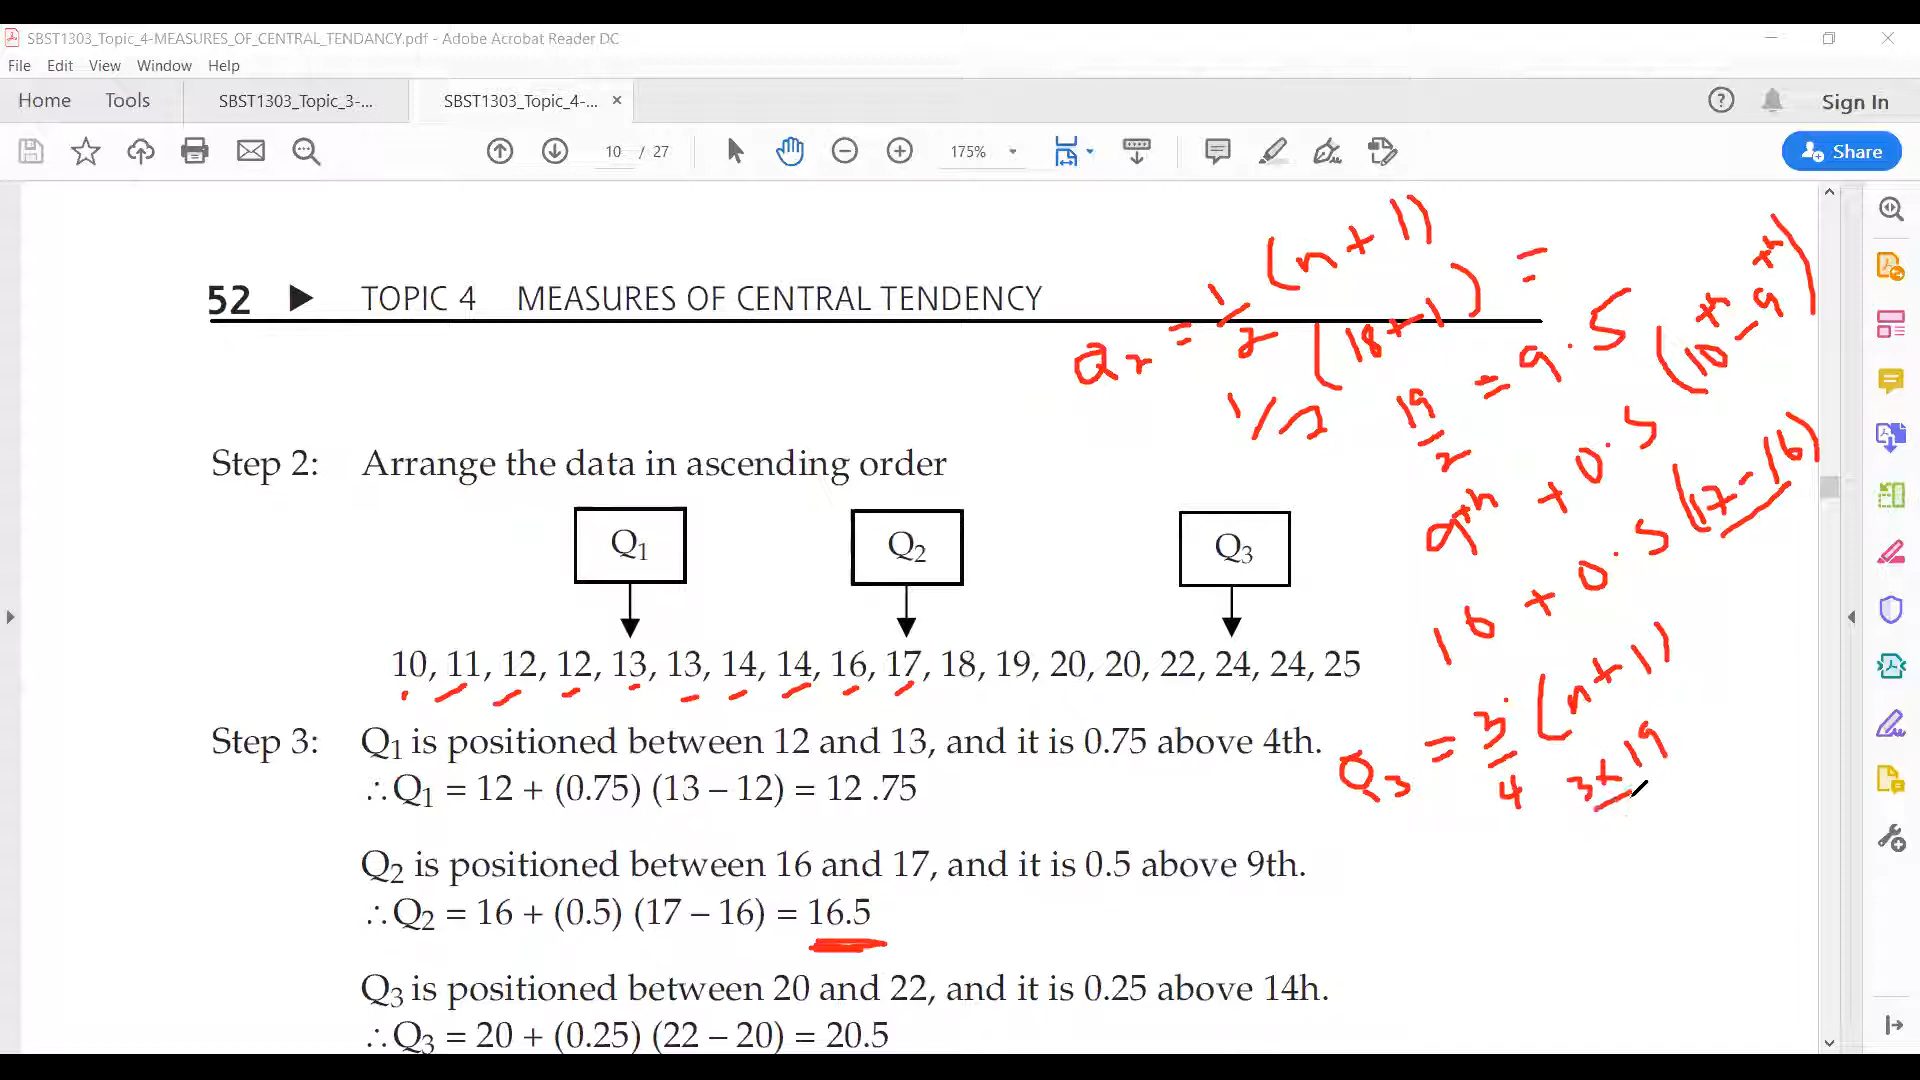 SBST1303_Topic_4-MEASURES_OF_CENTRAL_TENDANCY.pdf - Adobe Acrobat Reader DC
File Edit View Window Help
Home Tools SBST1303_Topic_3-... SBST1303_Topic_4-... × Sign In
10 / 27 175% Share
52 ▶ TOPIC 4 MEASURES OF CENTRAL TENDENCY
(n + 1)
Q₂ = 1/2 (18+1) =
1/2 19/2 = 9.5
9th + 0.5 (10th - 9th)
16 + 0.5 (17 - 16)
Step 2: Arrange the data in ascending order
Q₁ Q₂ Q₃
10, 11, 12, 12, 13, 13, 14, 14, 16, 17, 18, 19, 20, 20, 22, 24, 24, 25
Q₃ = 3/4 (n+1)
3×19
Step 3: Q₁ is positioned between 12 and 13, and it is 0.75 above 4th.
∴Q₁ = 12 + (0.75) (13 – 12) = 12 .75
Q₂ is positioned between 16 and 17, and it is 0.5 above 9th.
∴Q₂ = 16 + (0.5) (17 – 16) = 16.5
Q₃ is positioned between 20 and 22, and it is 0.25 above 14h.
∴Q₃ = 20 + (0.25) (22 – 20) = 20.5